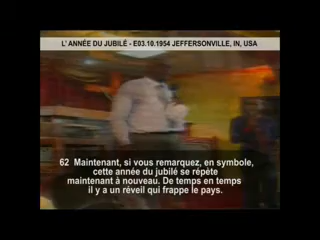 L' ANNÉE DU JUBILÉ - E03.10.1954 JEFFERSONVILLE, IN, USA
62 Maintenant, si vous remarquez, en symbole,
cette année du jubilé se répète
maintenant à nouveau. De temps en temps
il y a un réveil qui frappe le pays.